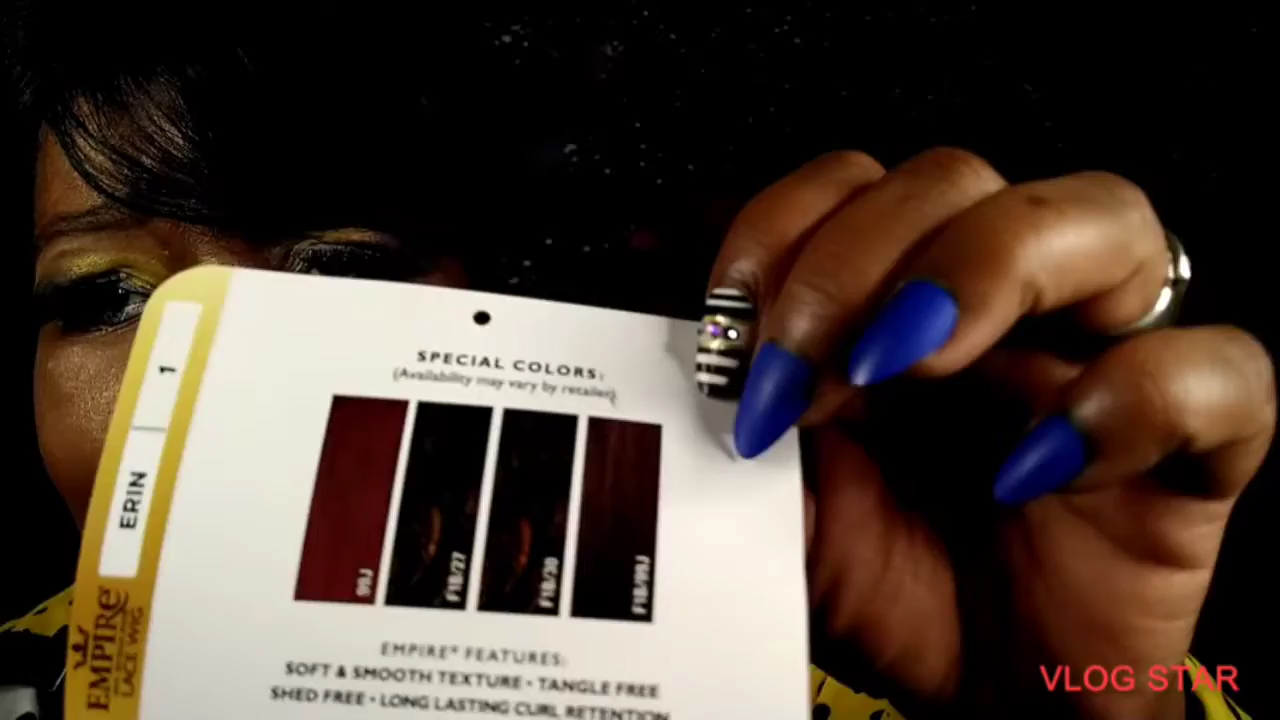 SPECIAL COLORS:
(Availability may vary by retailer)
99J
F1B/27
F1B/30
F1B/99J
EMPIRE® FEATURES:
SOFT & SMOOTH TEXTURE • TANGLE FREE
SHED FREE • LONG LASTING CURL RETENTION
ERIN 1
EMPIRE®
LACE WIG
VLOG STAR